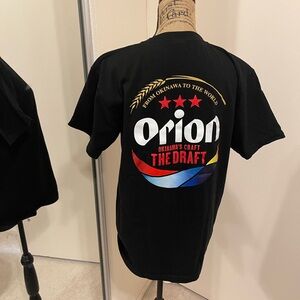 FROM OKINAWA TO THE WORLD
Orion
OKINAWA'S CRAFT
THE DRAFT